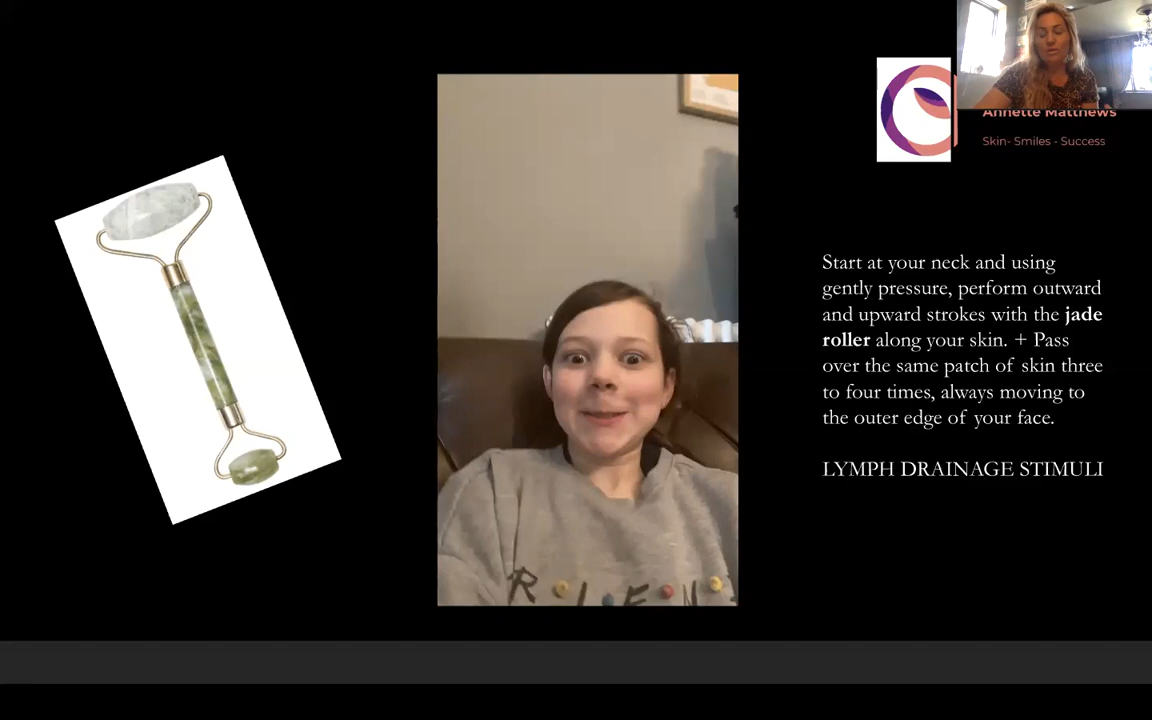 Annette Matthews
Skin- Smiles - Success
Start at your neck and using
gently pressure, perform outward
and upward strokes with the jade
roller along your skin. + Pass
over the same patch of skin three
to four times, always moving to
the outer edge of your face.
LYMPH DRAINAGE STIMULI
R I E N